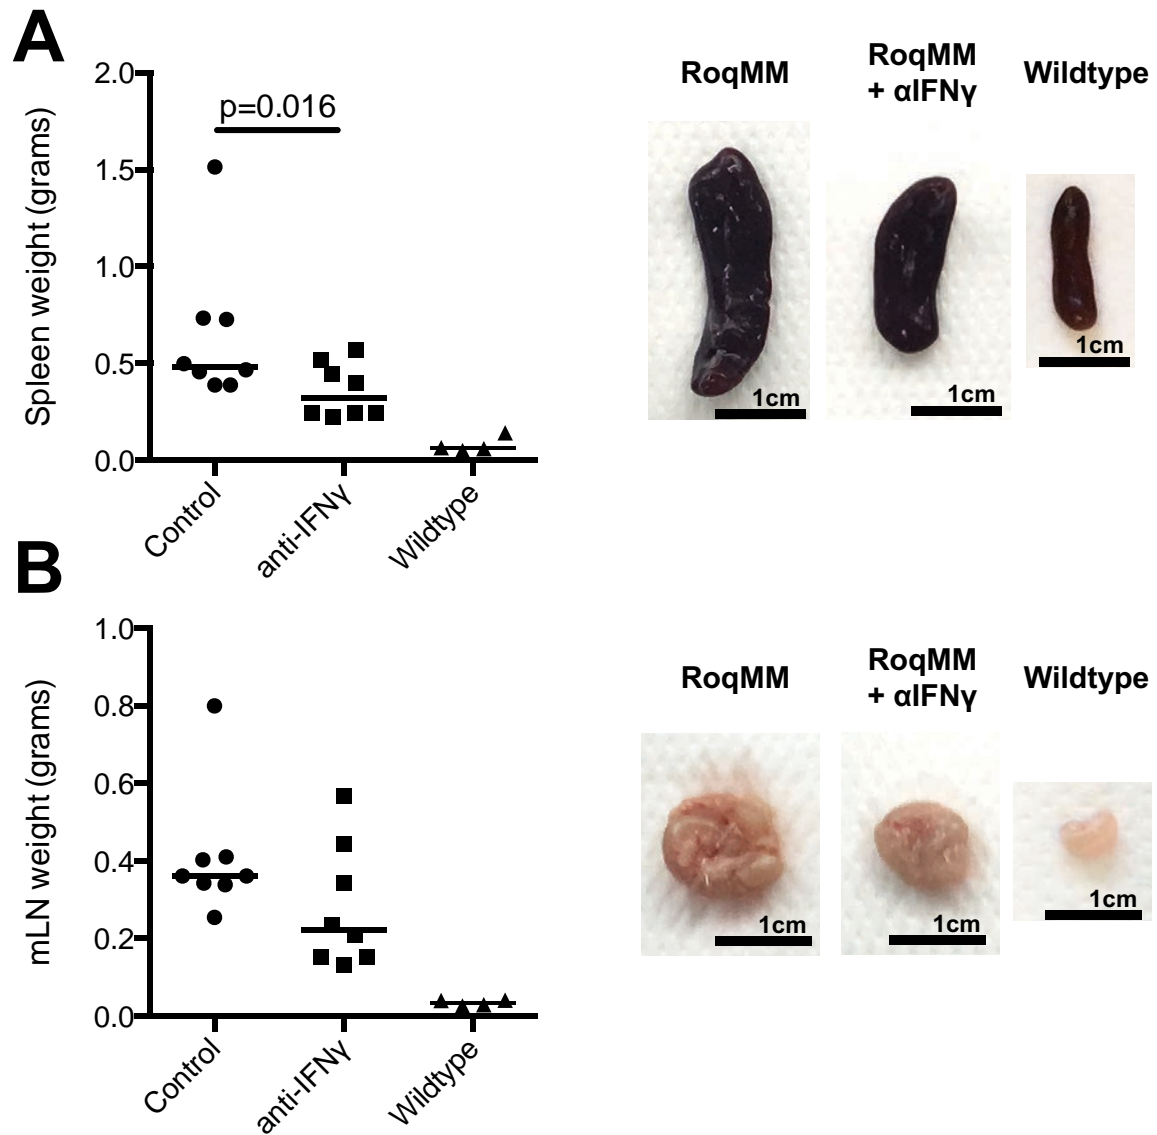 A
Spleen weight (grams)
2.0
1.5
1.0
0.5
0.0
p=0.016
Control
anti-IFNγ
Wildtype
RoqMM
RoqMM
+ αIFNγ
Wildtype
1cm
1cm
1cm
B
mLN weight (grams)
1.0
0.8
0.6
0.4
0.2
0.0
Control
anti-IFNγ
Wildtype
RoqMM
RoqMM
+ αIFNγ
Wildtype
1cm
1cm
1cm